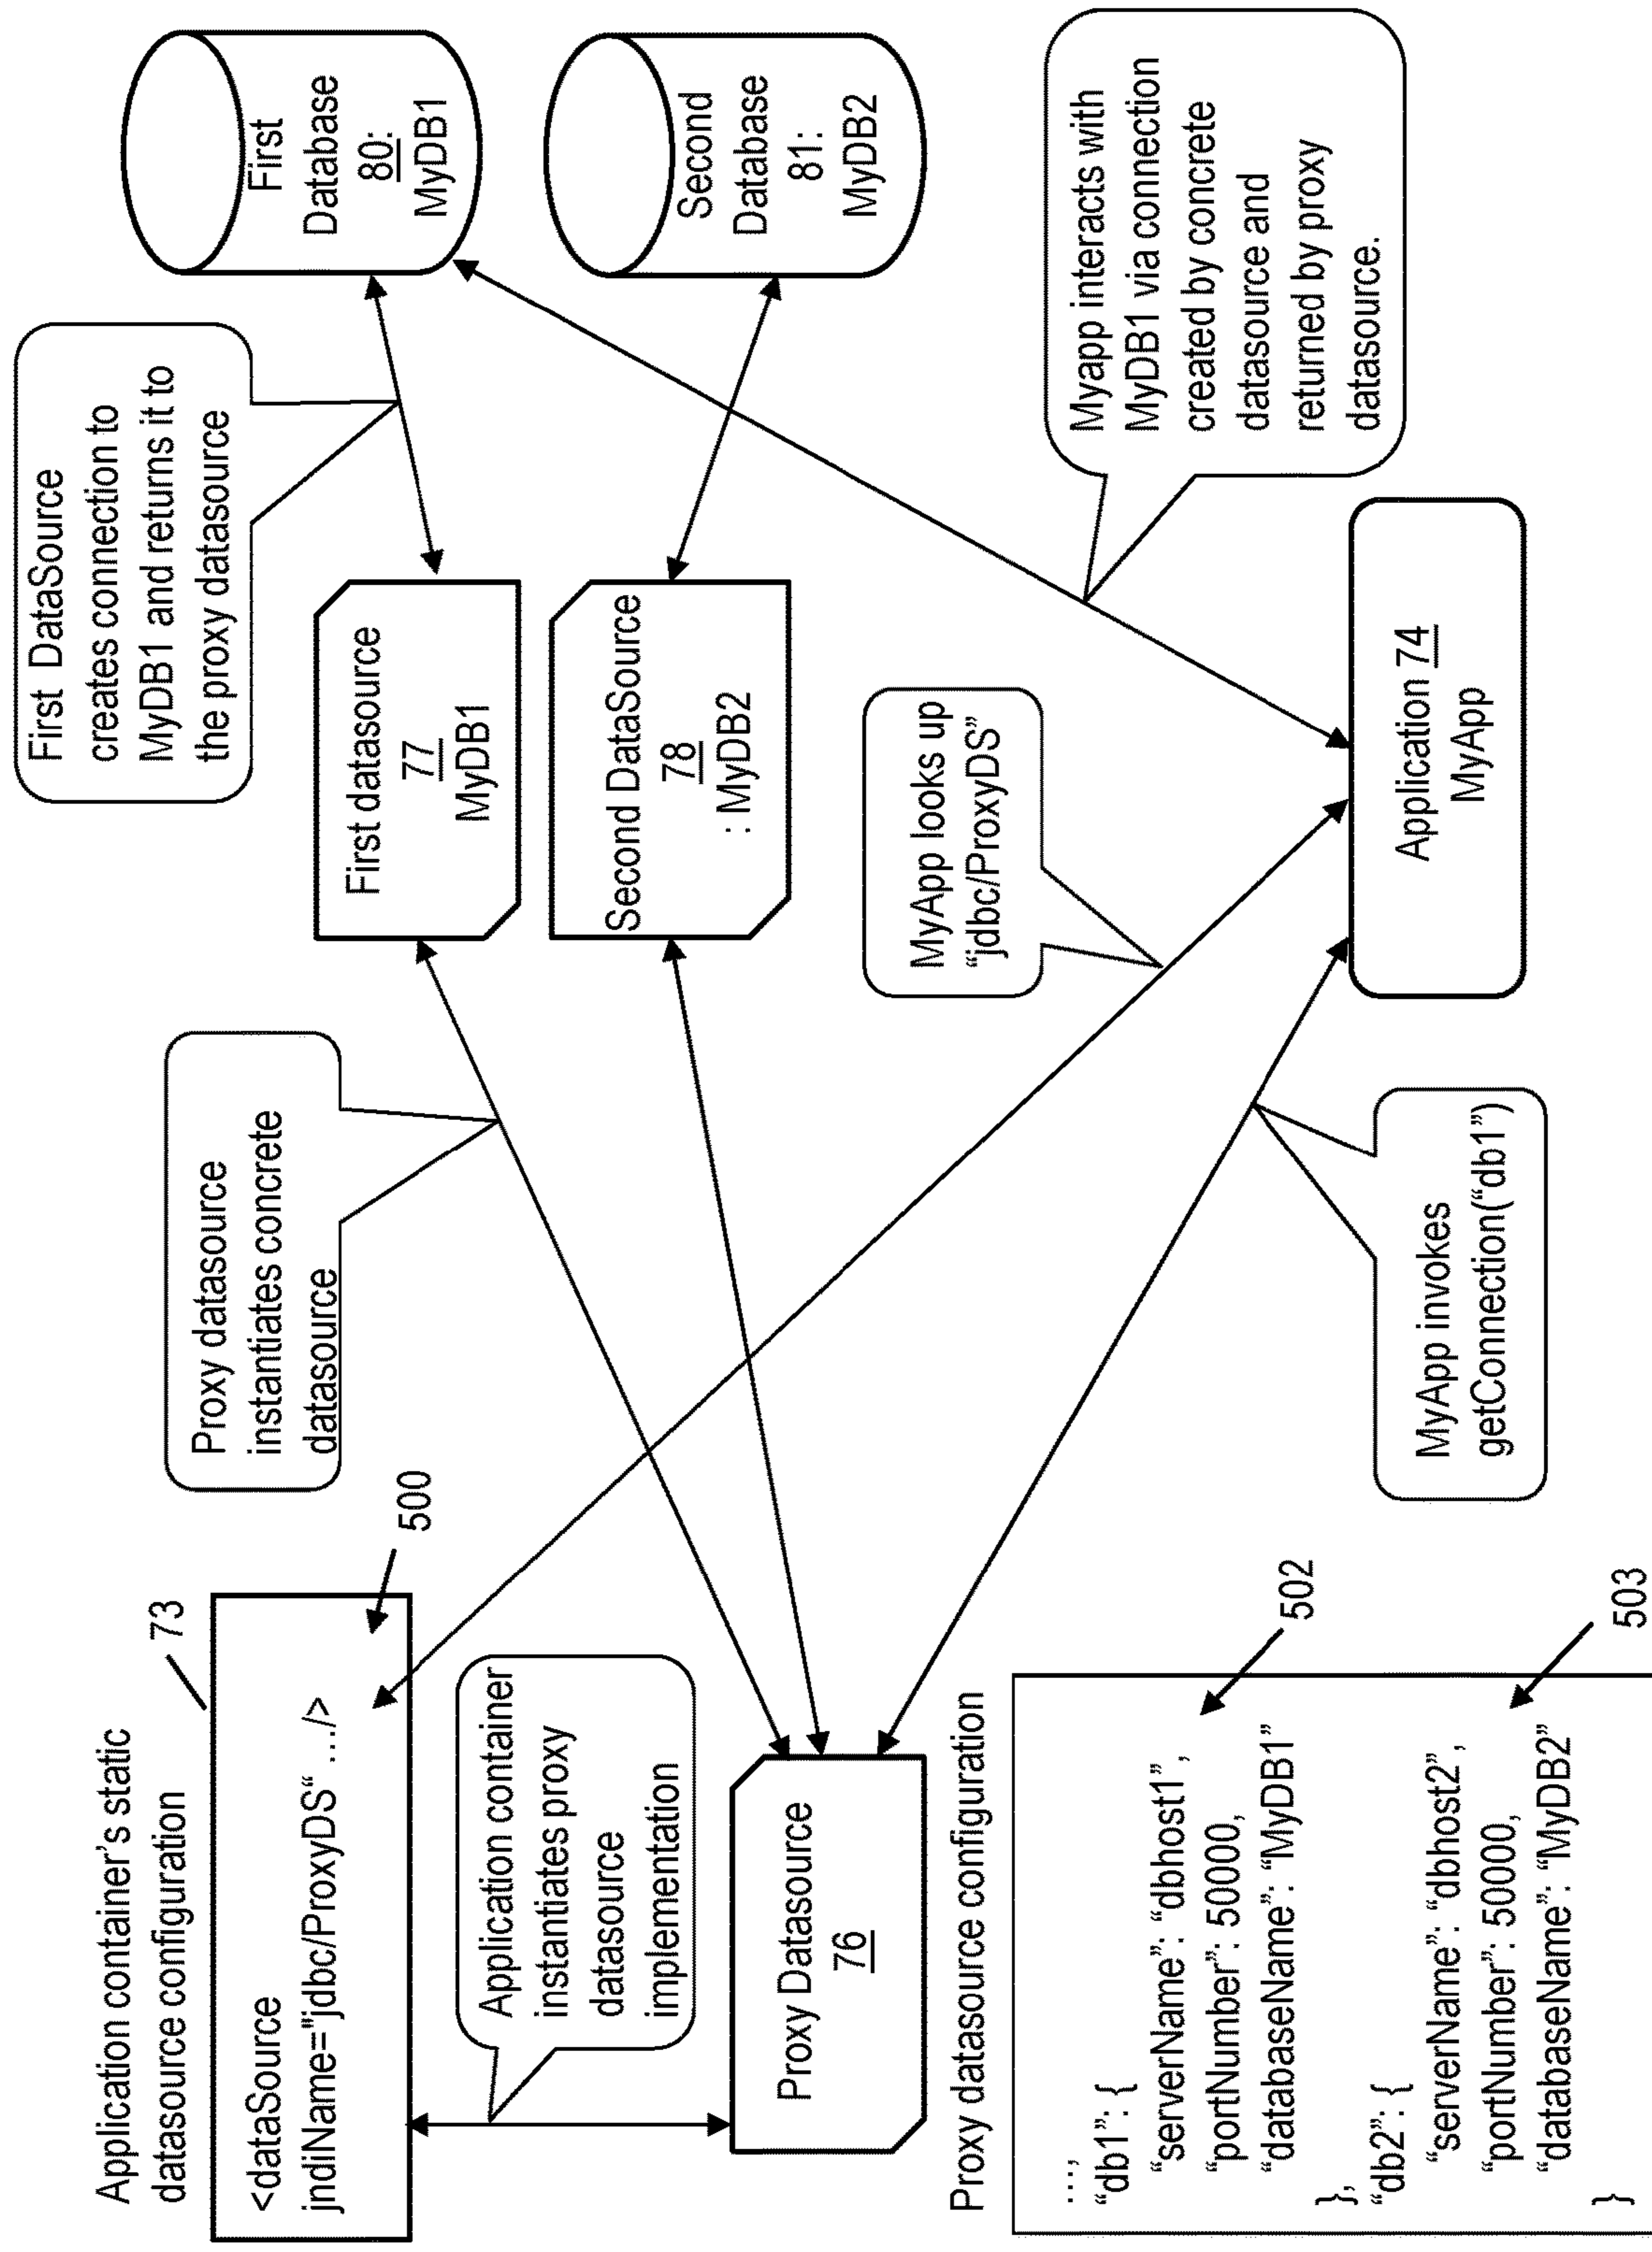 Application container's static
datasource configuration
73
<dataSource
jndiName="jdbc/ProxyDS“ .../>
500
Application container
instantiates proxy
datasource
implementation
Proxy Datasource
76
Proxy datasource configuration
...,
“db1”: {
“serverName”: “dbhost1”,
“portNumber”: 50000,
“databaseName”: “MyDB1”
},
“db2”: {
“serverName”: “dbhost2”,
“portNumber”: 50000,
“databaseName”: “MyDB2”
}
502
503
Proxy datasource
instantiates concrete
datasource
MyApp invokes
getConnection(“db1”)
First DataSource
creates connection to
MyDB1 and returns it to
the proxy datasource
First datasource
77
MyDB1
Second DataSource
78
: MyDB2
MyApp looks up
“jdbc/ProxyDS”
Application 74
MyApp
First
Database
80:
MyDB1
Second
Database
81:
MyDB2
Myapp interacts with
MyDB1 via connection
created by concrete
datasource and
returned by proxy
datasource.